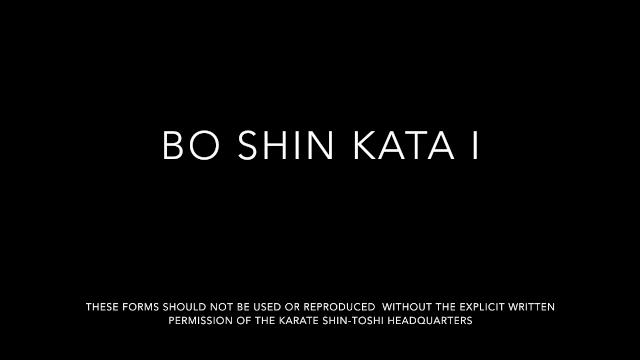 BO SHIN KATA I
THESE FORMS SHOULD NOT BE USED OR REPRODUCED  WITHOUT THE EXPLICIT WRITTEN
PERMISSION OF THE KARATE SHIN-TOSHI HEADQUARTERS